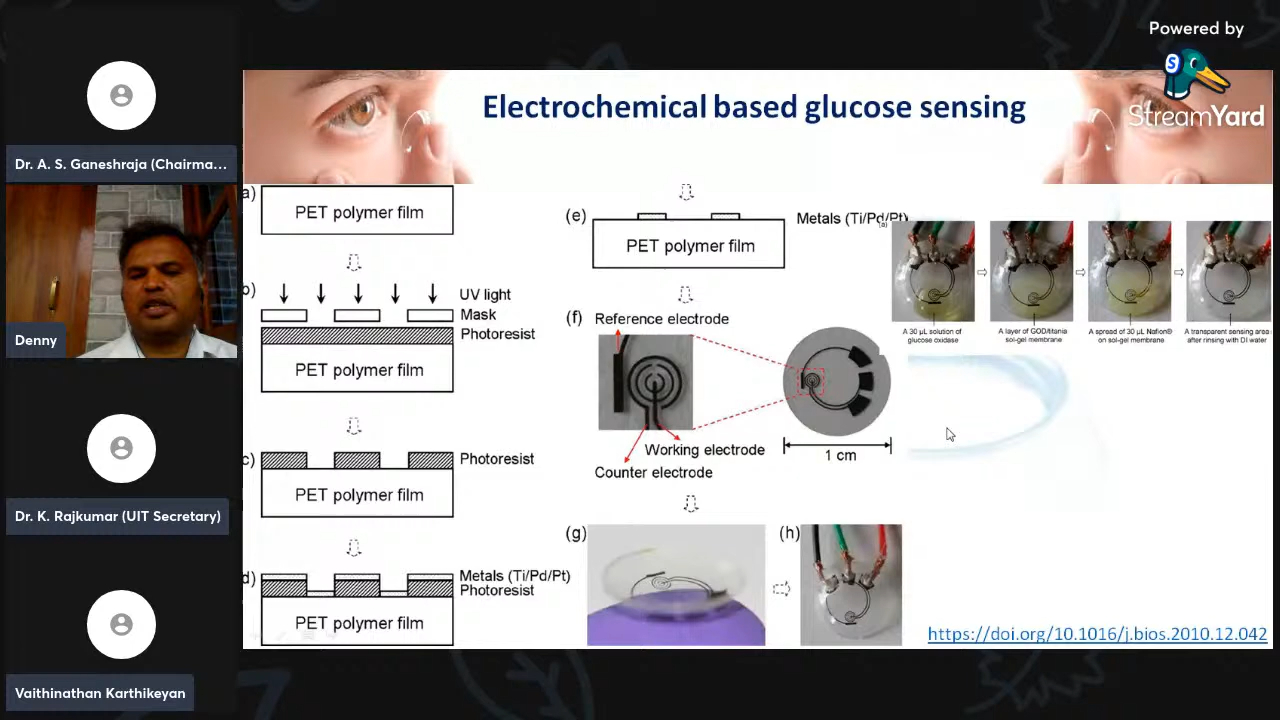 Powered by
StreamYard
Dr. A. S. Ganeshraja (Chairma...
Denny
Dr. K. Rajkumar (UIT Secretary)
Vaithinathan Karthikeyan
Electrochemical based glucose sensing
a)
PET polymer film
b)
UV light
Mask
Photoresist
PET polymer film
c)
Photoresist
PET polymer film
d)
Metals (Ti/Pd/Pt)
Photoresist
PET polymer film
(e)
Metals (Ti/Pd/Pt)
PET polymer film
(f)
Reference electrode
Working electrode
Counter electrode
1 cm
(g)
(h)
(a)
A 30 μL solution of
glucose oxidase
A layer of GOD/titania
sol-gel membrane
A spread of 30 μL Nafion®
on sol-gel membrane
A transparent sensing area
after rinsing with DI water
https://doi.org/10.1016/j.bios.2010.12.042